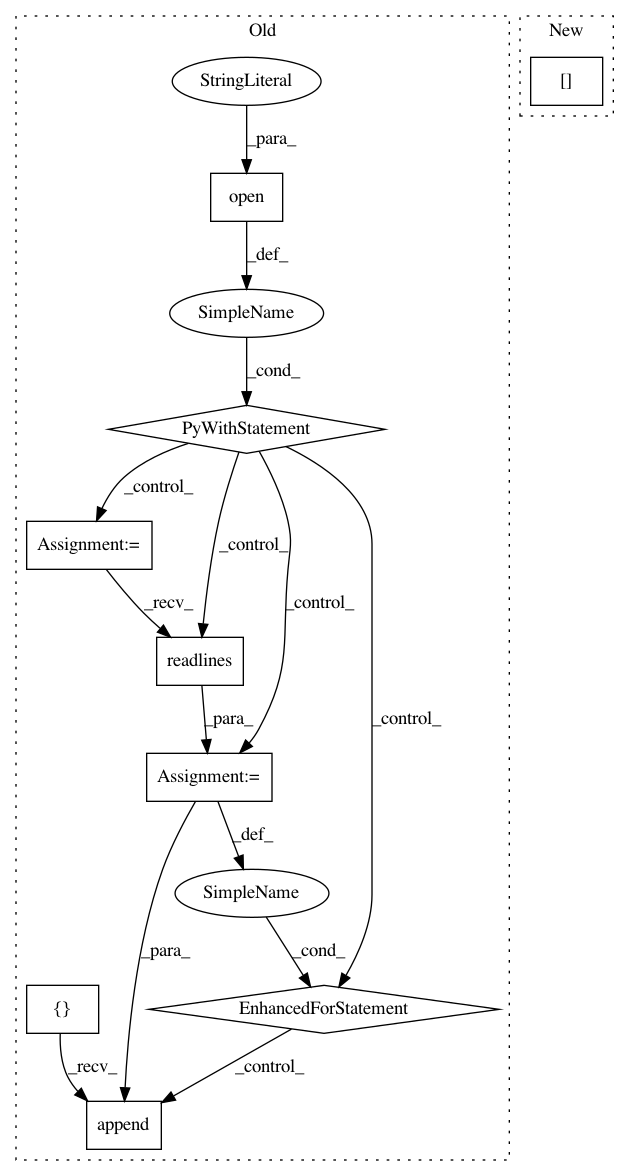 Old
New
StringLiteral
[]
_para_
open
_def_
SimpleName
_cond_
PyWithStatement
_control_
Assignment:=
_control_
_control_
_recv_
readlines
_para_
_control_
Assignment:=
_def_
SimpleName
_para_
_cond_
{}
EnhancedForStatement
_recv_
_control_
append